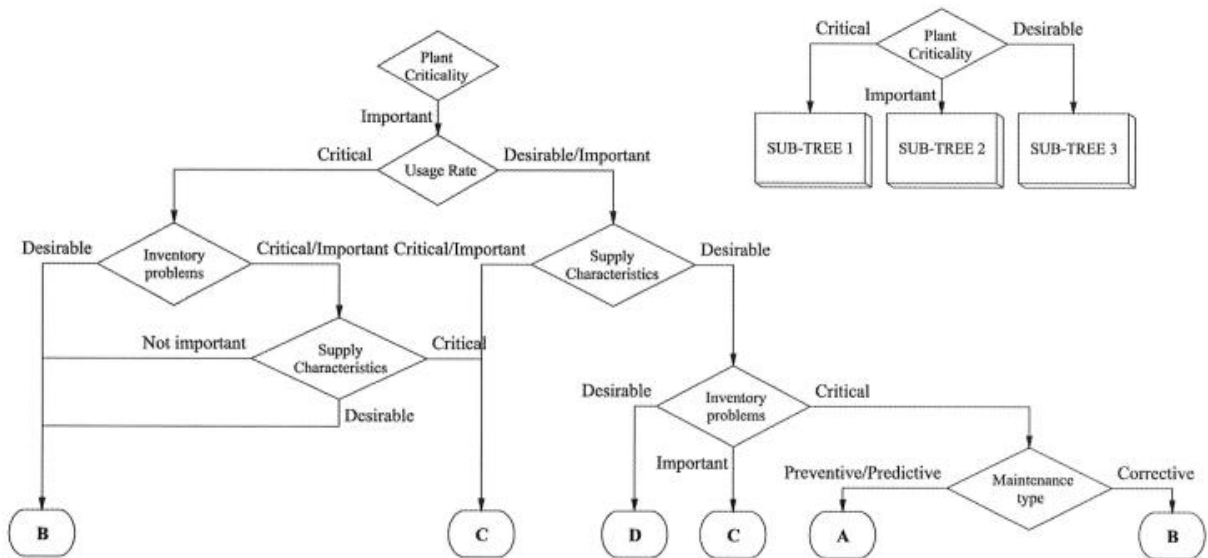 Plant
Criticality
Important
Critical
Usage Rate
Desirable/Important
Desirable
Inventory
problems
Critical/Important
Critical/Important
Supply
Characteristics
Desirable
Not important
Supply
Characteristics
Critical
Desirable
Desirable
Inventory
problems
Critical
Important
Preventive/Predictive
Maintenance
type
Corrective
B
C
D
C
A
B
Critical
Plant
Criticality
Desirable
Important
SUB-TREE 1
SUB-TREE 2
SUB-TREE 3